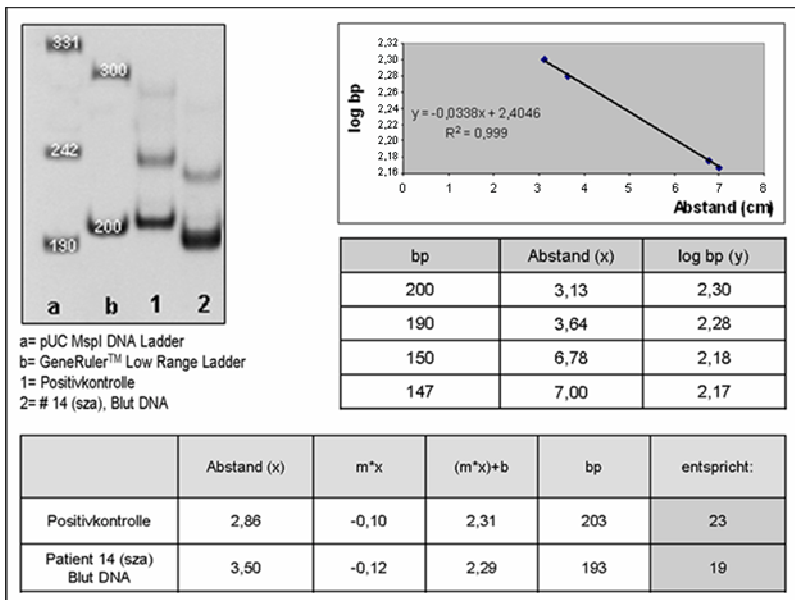 331
300
242
200
190
a b 1 2
a= pUC MspI DNA Ladder
b= GeneRuler™ Low Range Ladder
1= Positivkontrolle
2= # 14 (sza), Blut DNA
log bp
2,32
2,30
2,28
2,26
2,24
2,22
2,20
2,18
2,16
y = -0,0338x + 2,4046
R² = 0,999
0 1 2 3 4 5 6 7 8
Abstand (cm)
bp Abstand (x) log bp (y)
200 3,13 2,30
190 3,64 2,28
150 6,78 2,18
147 7,00 2,17
Abstand (x) m*x (m*x)+b bp entspricht:
Positivkontrolle 2,86 -0,10 2,31 203 23
Patient 14 (sza)
Blut DNA 3,50 -0,12 2,29 193 19